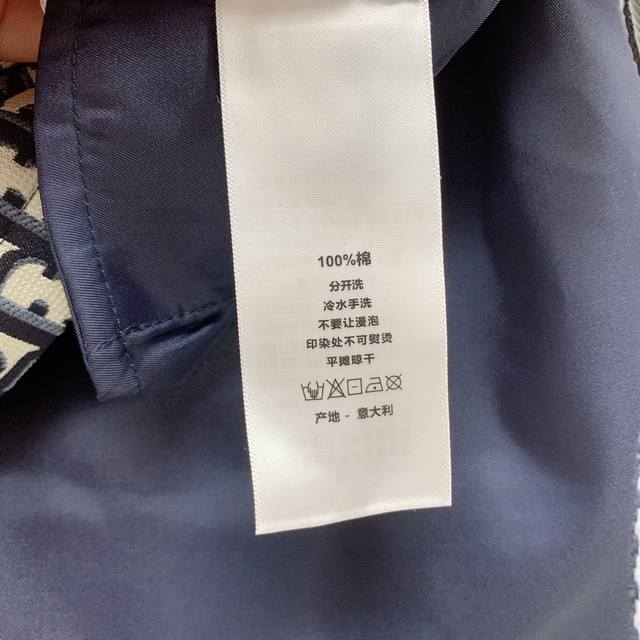 100%棉
分开洗
冷水手洗
不要让漫泡
印染处不可熨烫
平摊晾干
产地 - 意大利